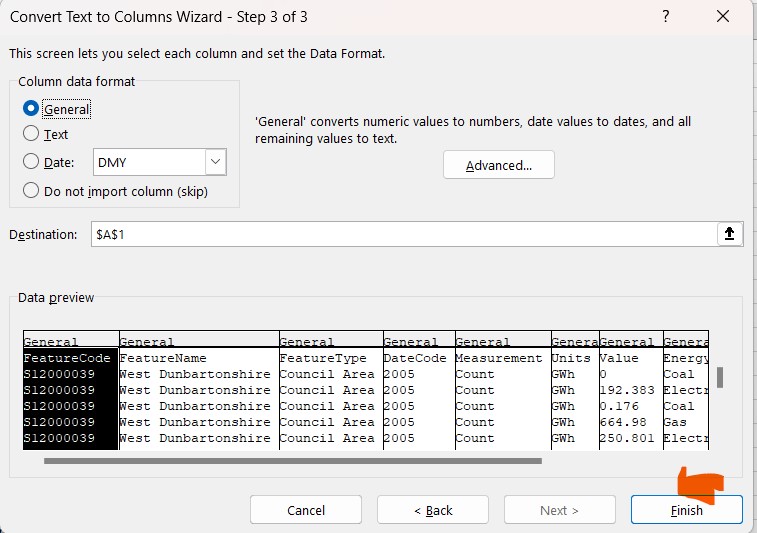 Convert Text to Columns Wizard - Step 3 of 3 ?
This screen lets you select each column and set the Data Format.
Column data format
General
Text
Date: DMY
Do not import column (skip)
'General' converts numeric values to numbers, date values to dates, and all
remaining values to text.
Advanced...
Destination: $A$1
Data preview
General General General General General Genera General Genera
FeatureCode FeatureName FeatureType DateCode Measurement Units Value Energy
S12000039 West Dunbartonshire Council Area 2005 Count GWh 0 Coal
S12000039 West Dunbartonshire Council Area 2005 Count GWh 192.383 Electr
S12000039 West Dunbartonshire Council Area 2005 Count GWh 0.176 Coal
S12000039 West Dunbartonshire Council Area 2005 Count GWh 664.98 Gas
S12000039 West Dunbartonshire Council Area 2005 Count GWh 250.801 Electr
Cancel < Back Next > Finish